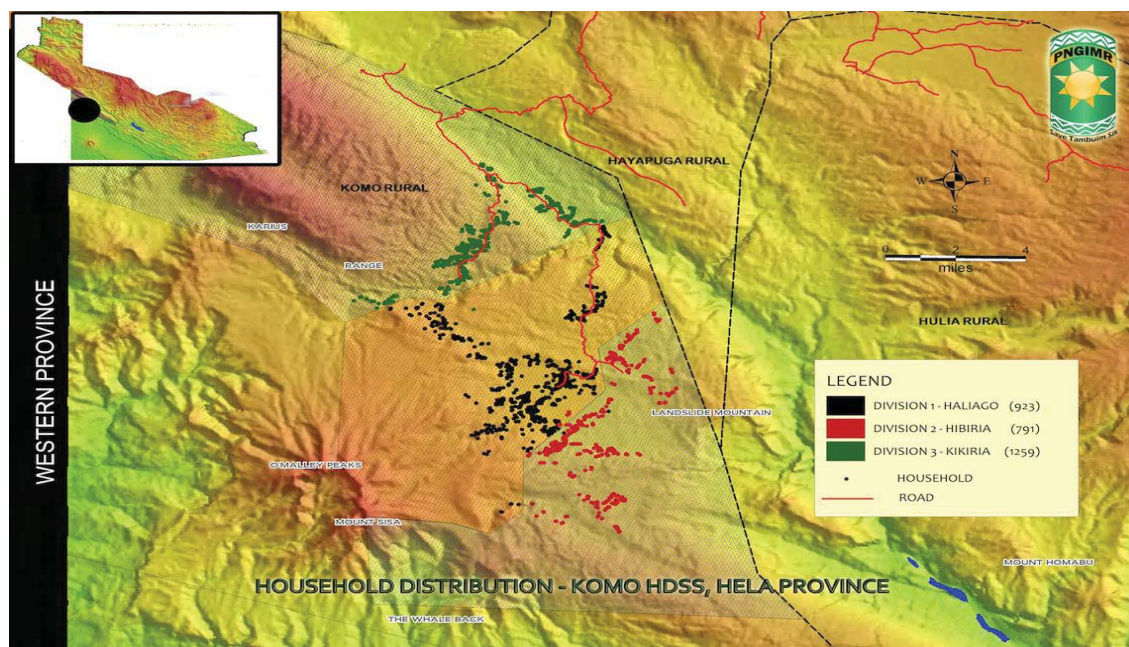 PNGIMR
Save Tambuim Sik
HAYAPUGA RURAL
KOMO RURAL
N
W E
S
KARIUS
RANGE
0 2 4
miles
HULIA RURAL
WESTERN PROVINCE
LEGEND
DIVISION 1 - HALIAGO (923)
DIVISION 2 - HIBIRIA (791)
DIVISION 3 - KIKIRIA (1259)
HOUSEHOLD
ROAD
LANDSLIDE MOUNTAIN
OMALLEY PEAKS
MOUNT SISA
MOUNT HOMABU
HOUSEHOLD DISTRIBUTION - KOMO HDSS, HELA PROVINCE
THE WHALE BACK